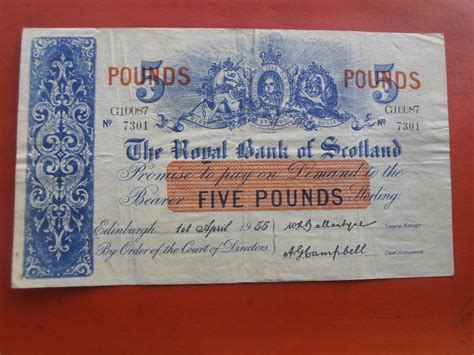 5 5
POUNDS POUNDS
G10087 G10087
Nº 7301 Nº 7301
The Royal Bank of Scotland
Promise to pay on Demand to the
Bearer FIVE POUNDS Sterling.
Edinburgh 1st April 1955 W.R. Ballantyne General Manager
By Order of the Court of Directors A.G. Campbell Chief Accountant